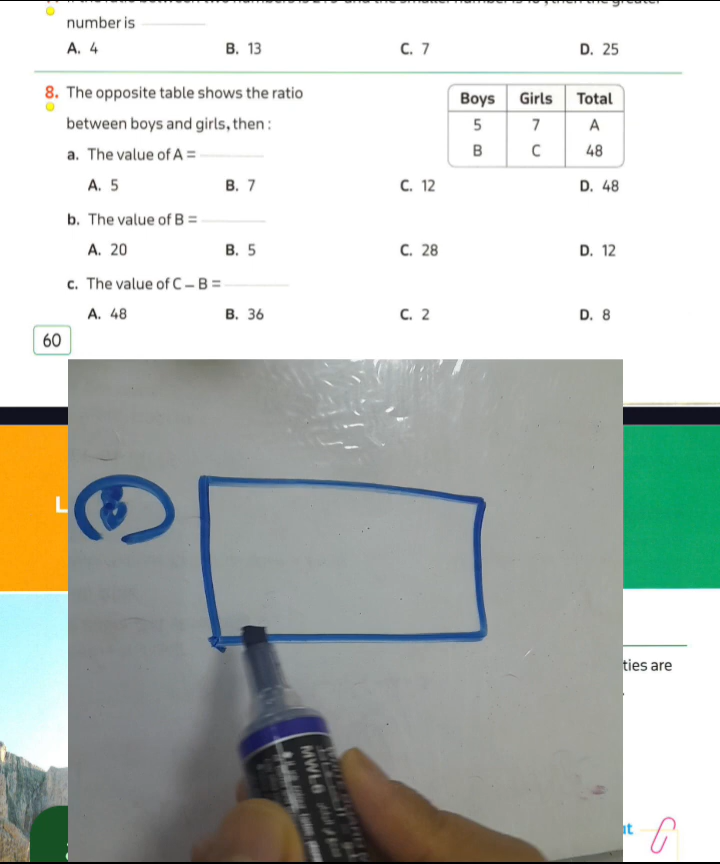 number is
A. 4 B. 13 C. 7 D. 25
8. The opposite table shows the ratio
between boys and girls, then :
Boys Girls Total
5 7 A
B C 48
a. The value of A =
A. 5 B. 7 C. 12 D. 48
b. The value of B =
A. 20 B. 5 C. 28 D. 12
c. The value of C – B =
A. 48 B. 36 C. 2 D. 8
60
8
L
ties are
MWL6